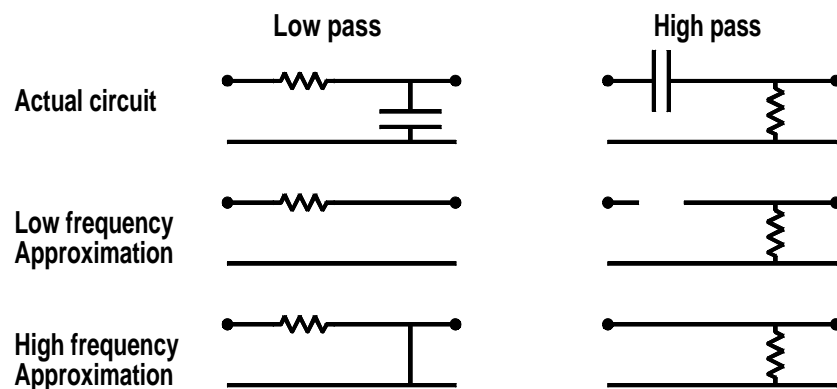 Low pass
High pass
Actual circuit
Low frequency
Approximation
High frequency
Approximation